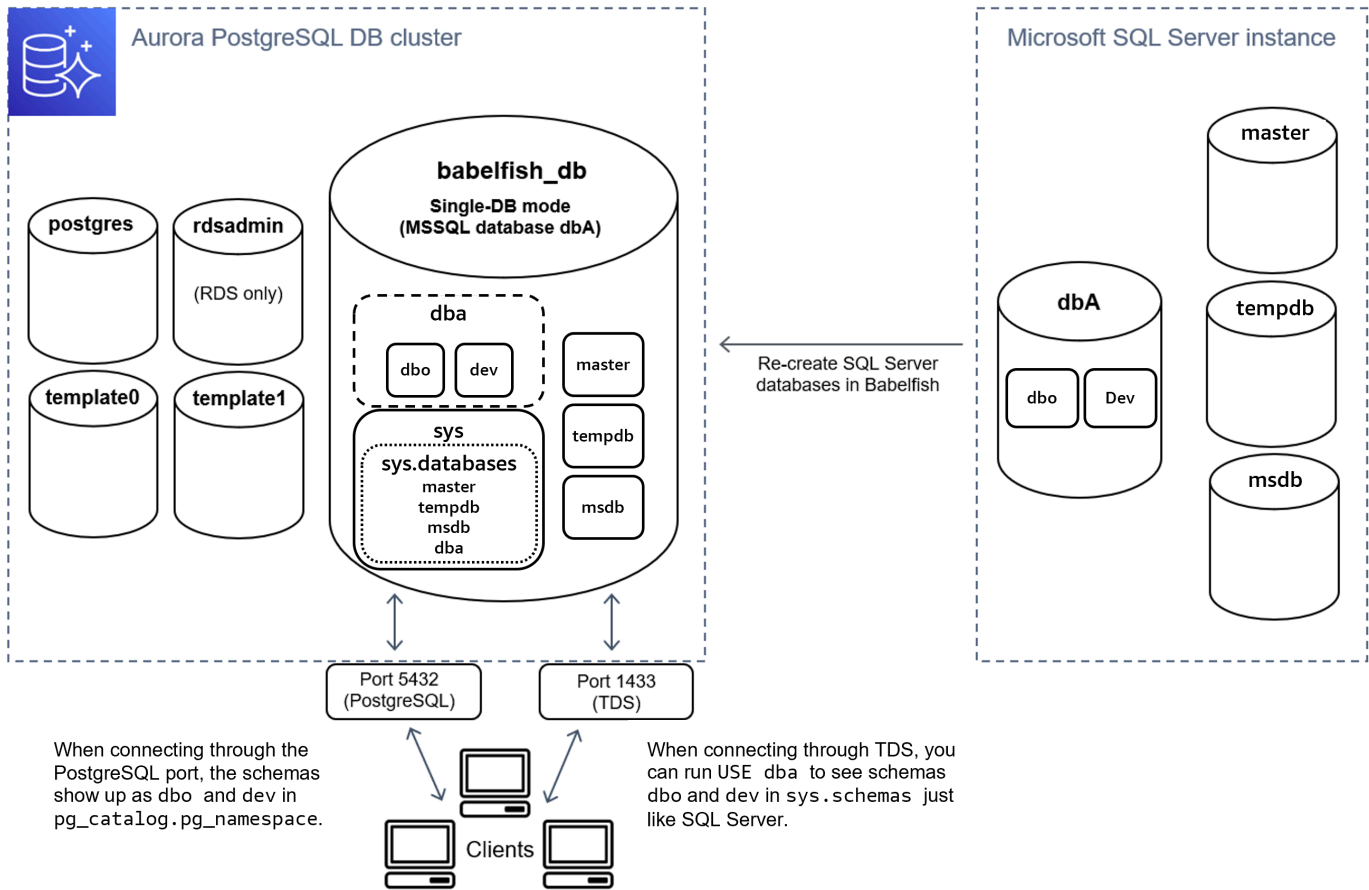 Aurora PostgreSQL DB cluster
Microsoft SQL Server instance
babelfish_db
Single-DB mode
(MSSQL database dbA)
postgres
rdsadmin
(RDS only)
template0
template1
dba
dbo
dev
sys
sys.databases
master
tempdb
msdb
dba
master
tempdb
msdb
Re-create SQL Server
databases in Babelfish
dbA
dbo
Dev
master
tempdb
msdb
Port 5432
(PostgreSQL)
Port 1433
(TDS)
When connecting through the
PostgreSQL port, the schemas
show up as dbo and dev in
pg_catalog.pg_namespace.
Clients
When connecting through TDS, you
can run USE dba to see schemas
dbo and dev in sys.schemas just
like SQL Server.